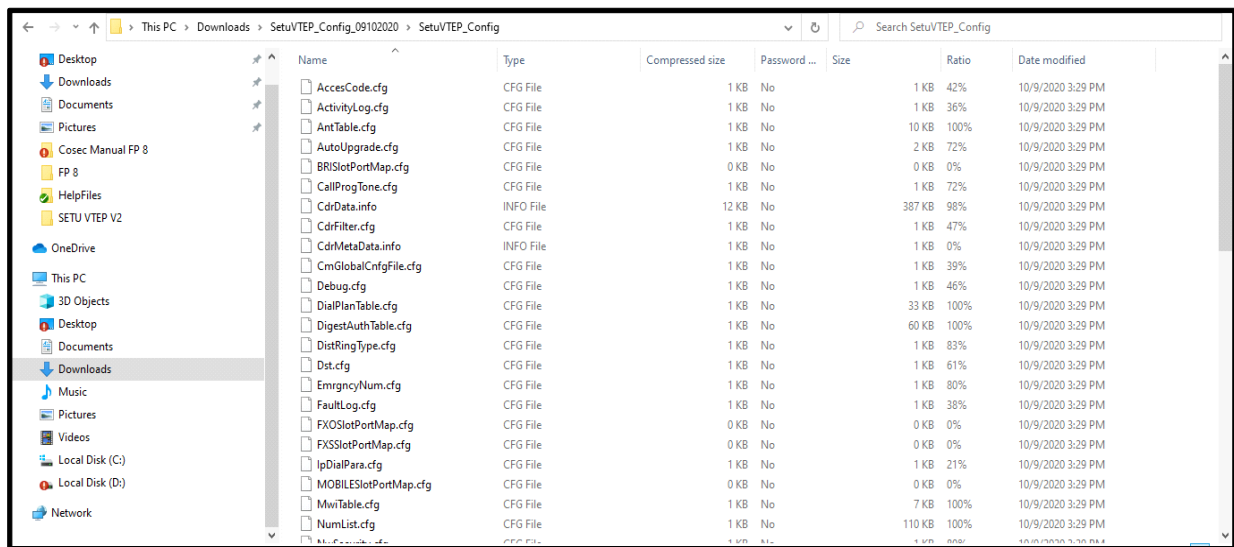 This PC > Downloads > SetuVTEP_Config_09102020 > SetuVTEP_Config
Search SetuVTEP_Config
Desktop
Downloads
Documents
Pictures
Cosec Manual FP 8
FP 8
HelpFiles
SETU VTEP V2
OneDrive
This PC
3D Objects
Desktop
Documents
Downloads
Music
Pictures
Videos
Local Disk (C:)
Local Disk (D:)
Network
Name Type Compressed size Password ... Size Ratio Date modified
AccesCode.cfg CFG File 1 KB No 1 KB 42% 10/9/2020 3:29 PM
ActivityLog.cfg CFG File 1 KB No 1 KB 36% 10/9/2020 3:29 PM
AntTable.cfg CFG File 1 KB No 10 KB 100% 10/9/2020 3:29 PM
AutoUpgrade.cfg CFG File 1 KB No 2 KB 72% 10/9/2020 3:29 PM
BRISlotPortMap.cfg CFG File 0 KB No 0 KB 0% 10/9/2020 3:29 PM
CallProgTone.cfg CFG File 1 KB No 1 KB 72% 10/9/2020 3:29 PM
CdrData.info INFO File 12 KB No 387 KB 98% 10/9/2020 3:29 PM
CdrFilter.cfg CFG File 1 KB No 1 KB 47% 10/9/2020 3:29 PM
CdrMetaData.info INFO File 1 KB No 1 KB 0% 10/9/2020 3:29 PM
CmGlobalCnfgFile.cfg CFG File 1 KB No 1 KB 39% 10/9/2020 3:29 PM
Debug.cfg CFG File 1 KB No 1 KB 46% 10/9/2020 3:29 PM
DialPlanTable.cfg CFG File 1 KB No 33 KB 100% 10/9/2020 3:29 PM
DigestAuthTable.cfg CFG File 1 KB No 60 KB 100% 10/9/2020 3:29 PM
DistRingType.cfg CFG File 1 KB No 1 KB 83% 10/9/2020 3:29 PM
Dst.cfg CFG File 1 KB No 1 KB 61% 10/9/2020 3:29 PM
EmrgncyNum.cfg CFG File 1 KB No 1 KB 80% 10/9/2020 3:29 PM
FaultLog.cfg CFG File 1 KB No 1 KB 38% 10/9/2020 3:29 PM
FXOSlotPortMap.cfg CFG File 0 KB No 0 KB 0% 10/9/2020 3:29 PM
FXSSlotPortMap.cfg CFG File 0 KB No 0 KB 0% 10/9/2020 3:29 PM
IpDialPara.cfg CFG File 1 KB No 1 KB 21% 10/9/2020 3:29 PM
MOBILESlotPortMap.cfg CFG File 0 KB No 0 KB 0% 10/9/2020 3:29 PM
MwiTable.cfg CFG File 1 KB No 7 KB 100% 10/9/2020 3:29 PM
NumList.cfg CFG File 1 KB No 110 KB 100% 10/9/2020 3:29 PM